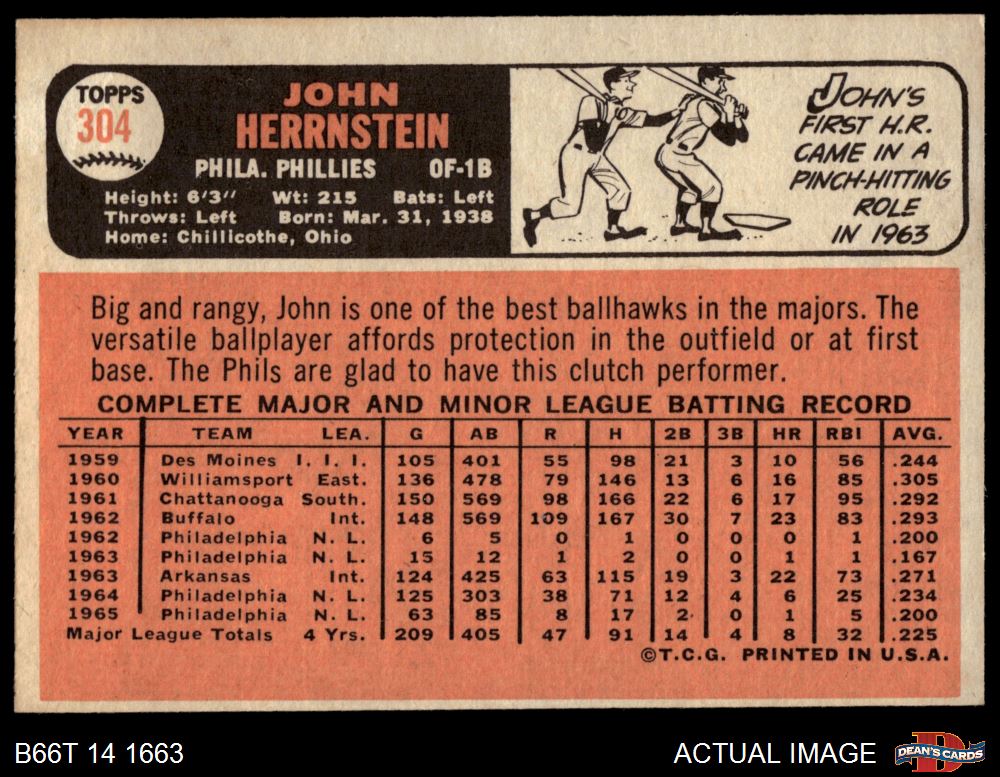 TOPPS
304
JOHN
HERRNSTEIN
PHILA. PHILLIES OF-1B
Height: 6'3" Wt: 215 Bats: Left
Throws: Left Born: Mar. 31, 1938
Home: Chillicothe, Ohio
JOHN'S
FIRST H.R.
CAME IN A
PINCH-HITTING
ROLE
IN 1963
Big and rangy, John is one of the best ballhawks in the majors. The
versatile ballplayer affords protection in the outfield or at first
base. The Phils are glad to have this clutch performer.
COMPLETE MAJOR AND MINOR LEAGUE BATTING RECORD
YEAR TEAM LEA. G AB R H 2B 3B HR RBI AVG.
1959 Des Moines I. I. I. 105 401 55 98 21 3 10 56 .244
1960 Williamsport East. 136 478 79 146 13 6 16 85 .305
1961 Chattanooga South. 150 569 98 166 22 6 17 95 .292
1962 Buffalo Int. 148 569 109 167 30 7 23 83 .293
1962 Philadelphia N. L. 6 5 0 1 0 0 0 1 .200
1963 Philadelphia N. L. 15 12 1 2 0 0 1 1 .167
1963 Arkansas Int. 124 425 63 115 19 3 22 73 .271
1964 Philadelphia N. L. 125 303 38 71 12 4 6 25 .234
1965 Philadelphia N. L. 63 85 8 17 2 0 1 5 .200
Major League Totals 4 Yrs. 209 405 47 91 14 4 8 32 .225
©T.C.G. PRINTED IN U.S.A.
B66T 14 1663
ACTUAL IMAGE
DEAN'S CARDS